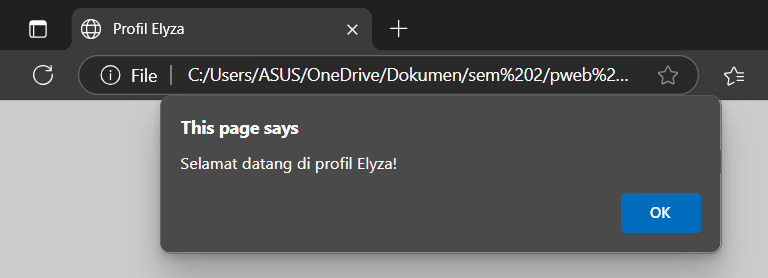 Profil Elyza
File
C:/Users/ASUS/OneDrive/Dokumen/sem%202/pweb%2...
This page says
Selamat datang di profil Elyza!
OK